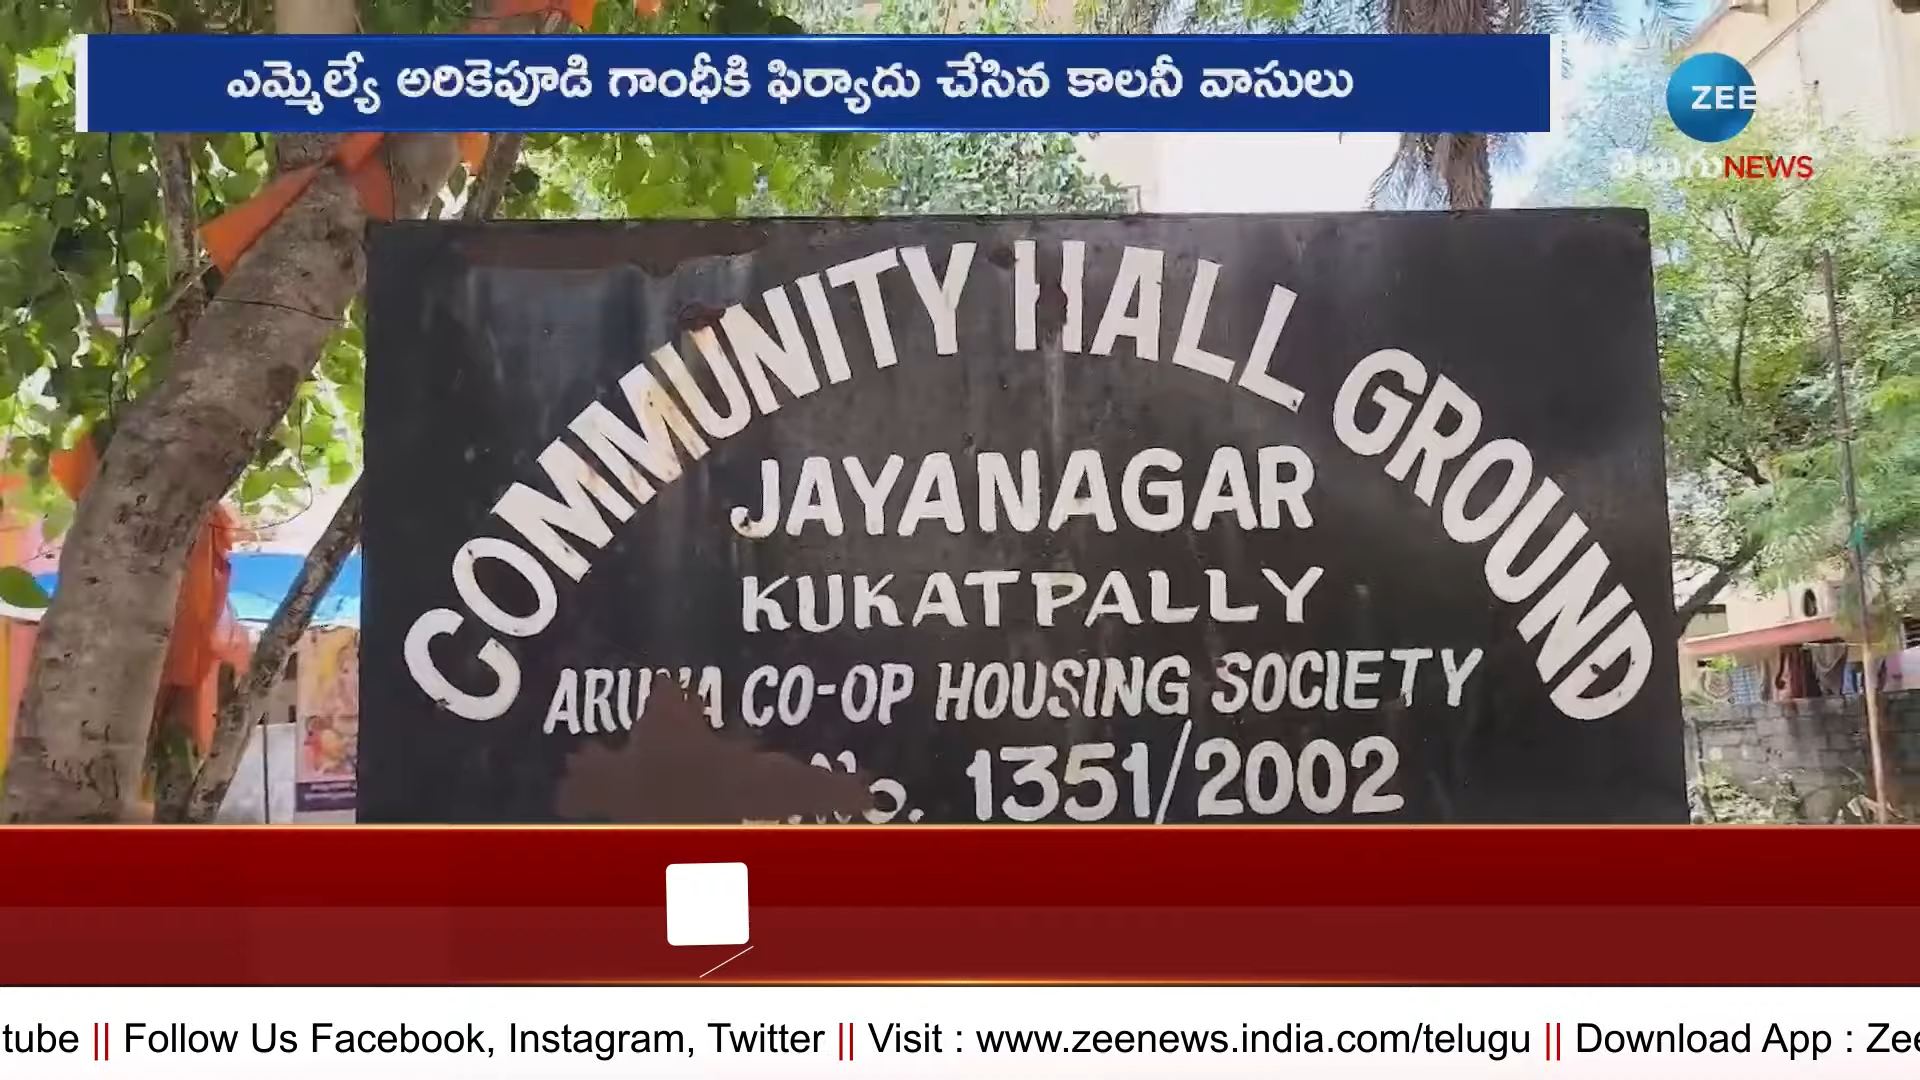 ఎమ్మెల్యే అరికెపూడి గాంధీకి ఫిర్యాదు చేసిన కాలనీ వాసులు
ZEE
తెలుగు NEWS
COMMUNITY HALL GROUND
JAYANAGAR
KUKATPALLY
CO-OP HOUSING SOCIETY
No. 1351/2002
tube || Follow Us Facebook, Instagram, Twitter || Visit : www.zeenews.india.com/telugu || Download App : Zee